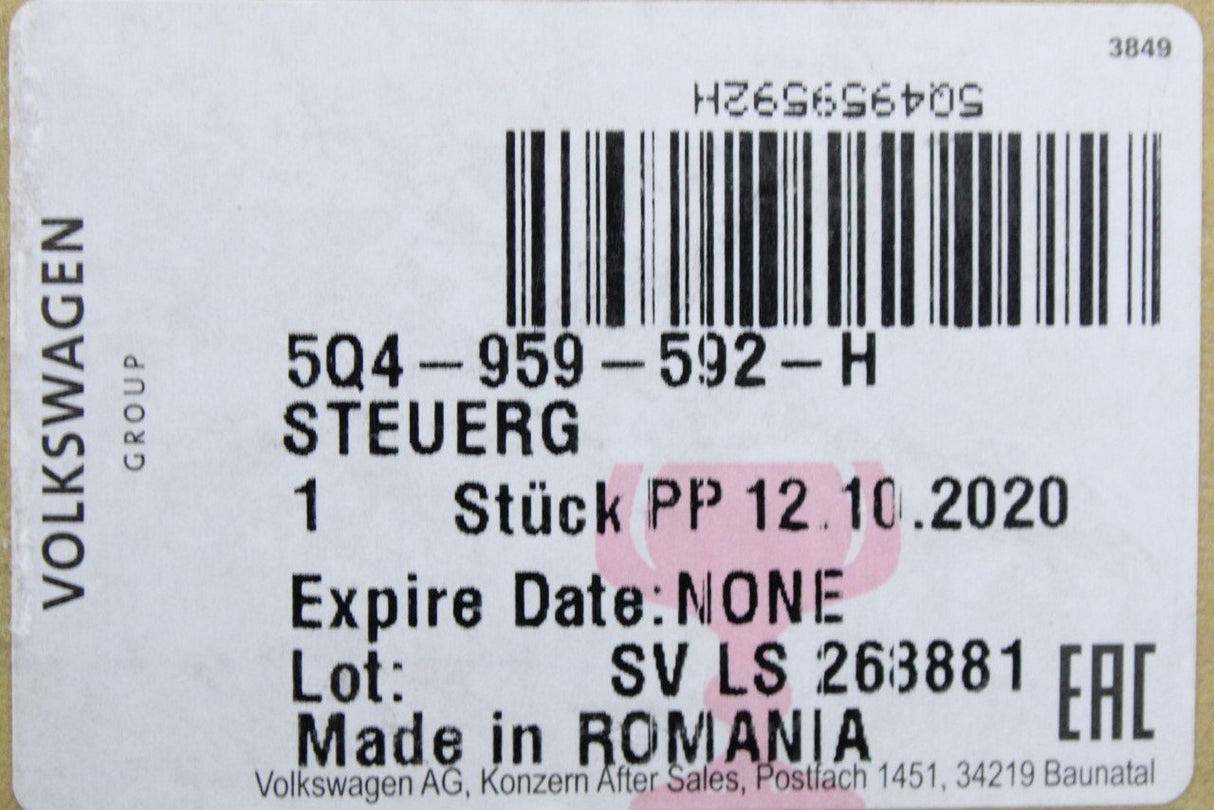 3849
5Q4959592H
5Q4-959-592-H
STEUERG
1 Stück PP 12.10.2020
Expire Date: NONE
Lot: SV LS 268881
Made in ROMANIA
EAC
Volkswagen AG, Konzern After Sales, Postfach 1451, 34219 Baunatal
VOLKSWAGEN
GROUP